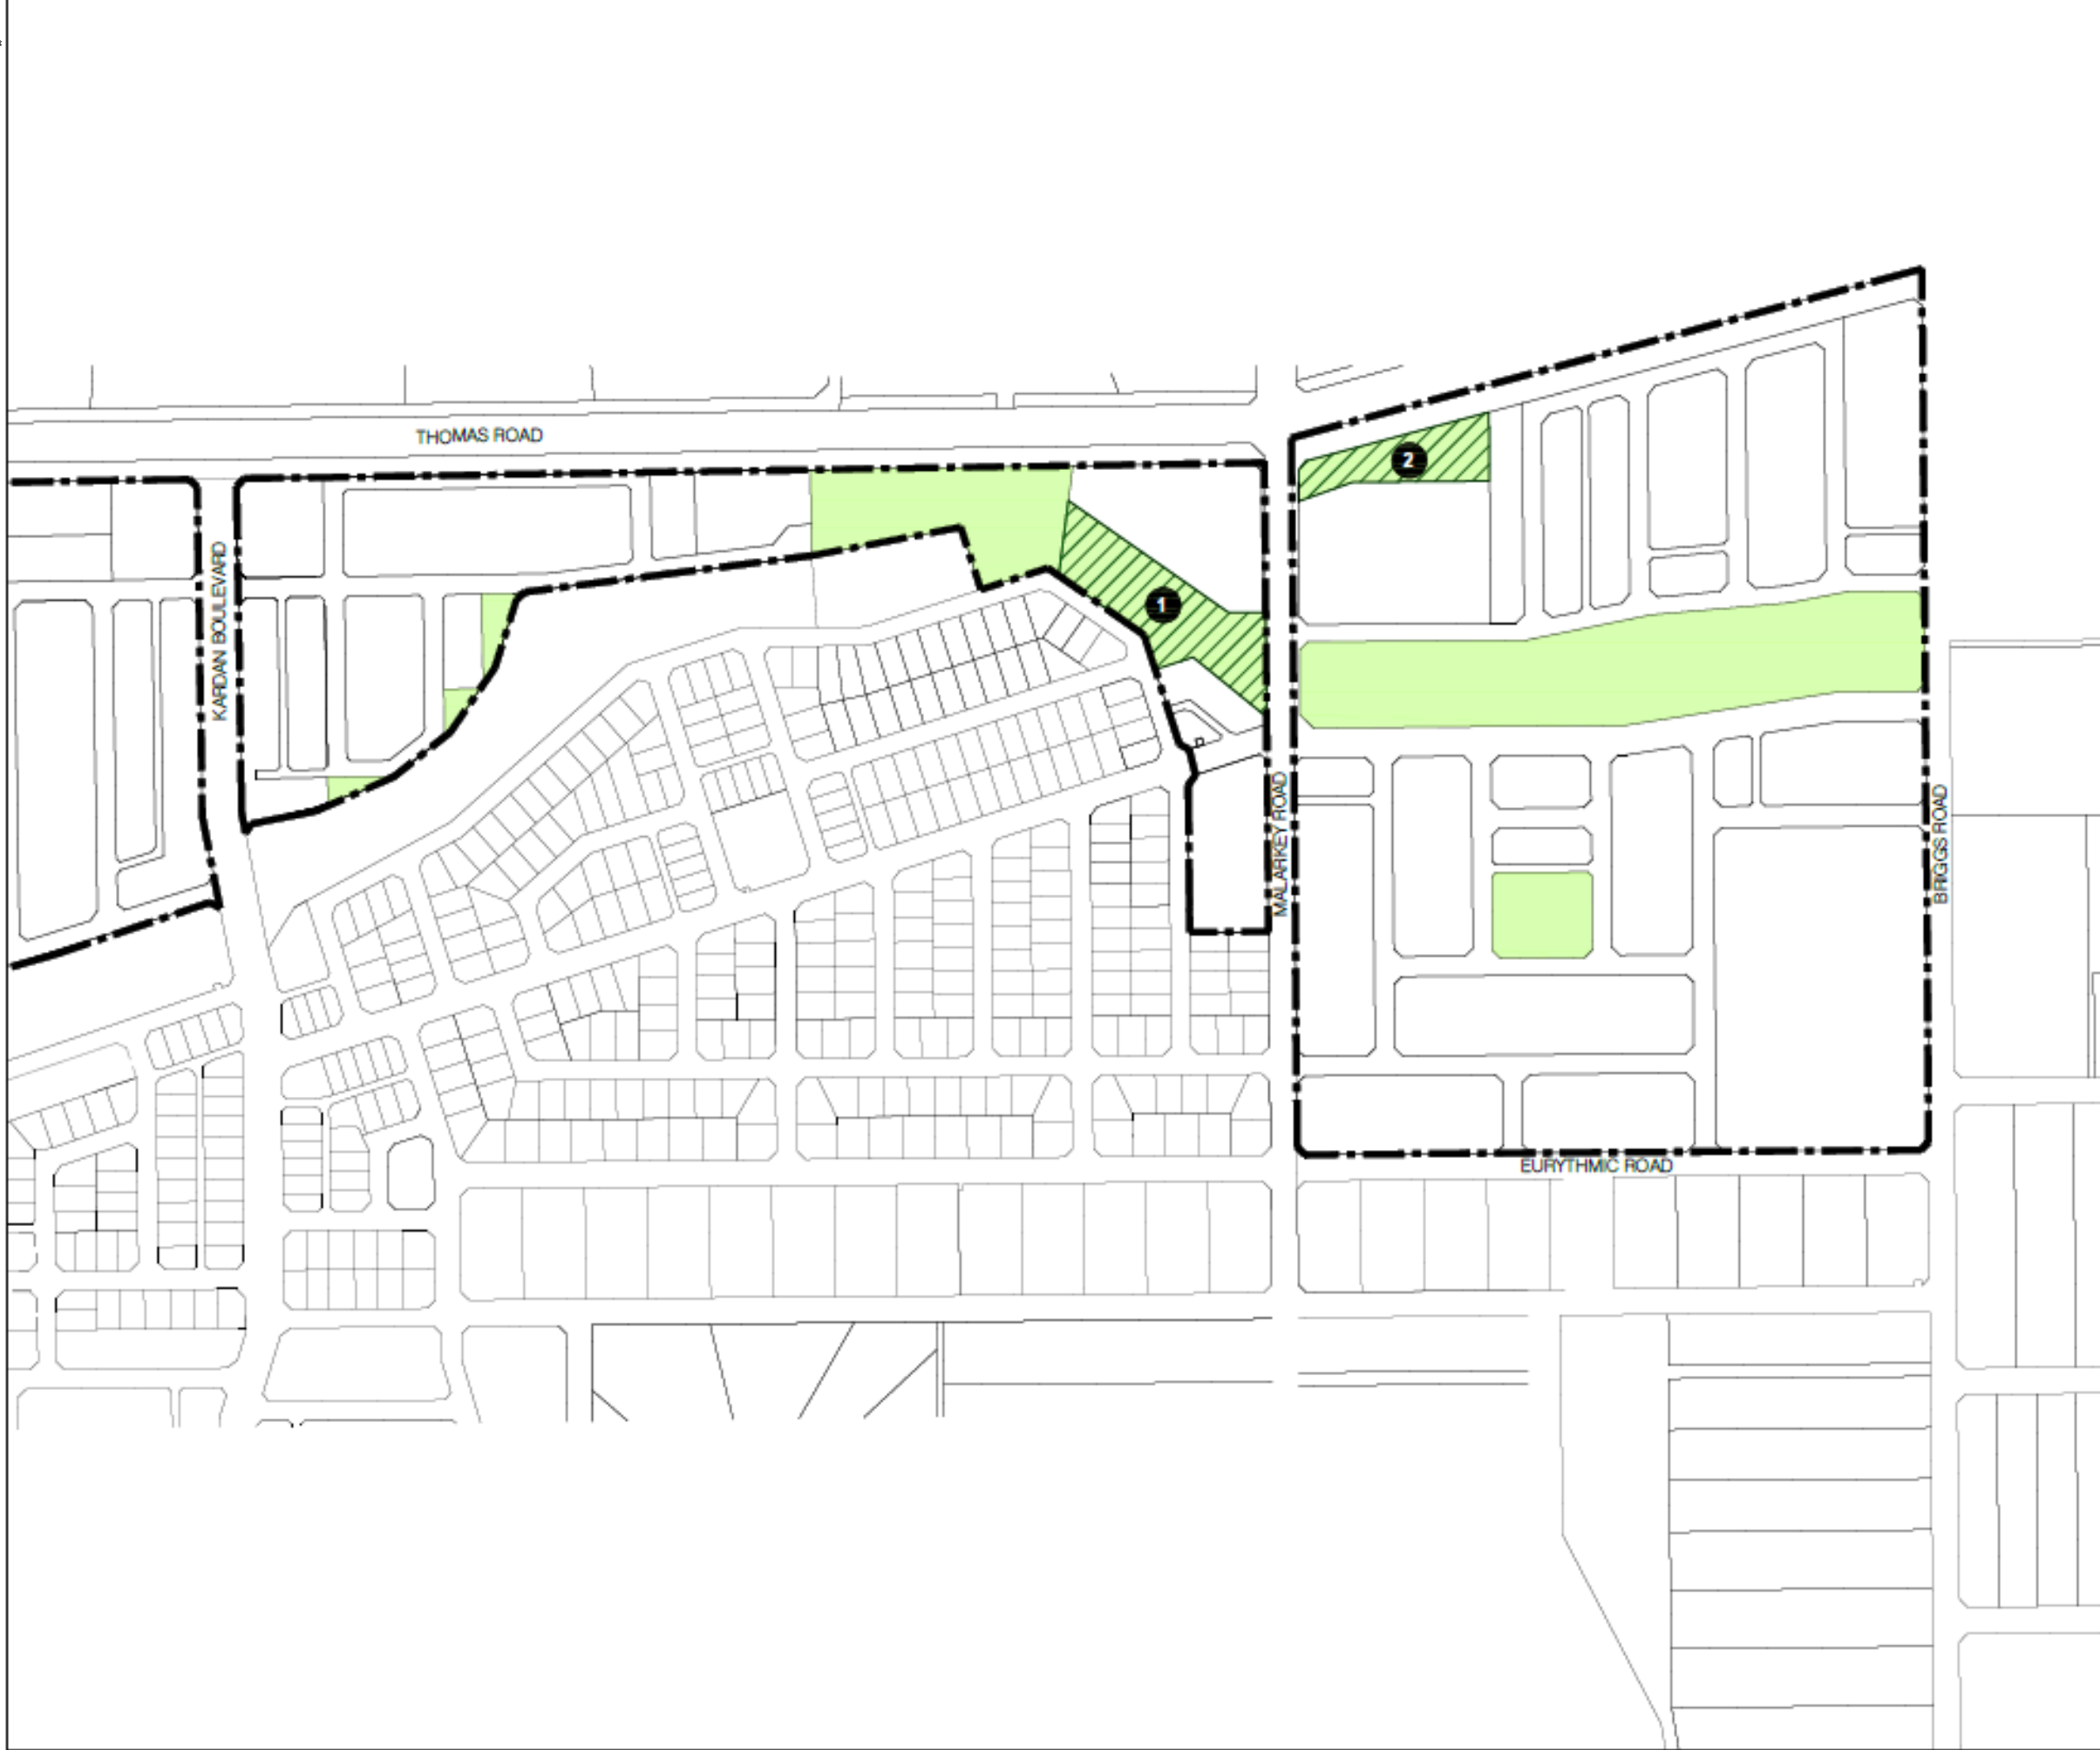 THOMAS ROAD
2
KARDAN BOULEVARD
1
MALARKEY ROAD
BRIGGS ROAD
EURYTHMIC ROAD